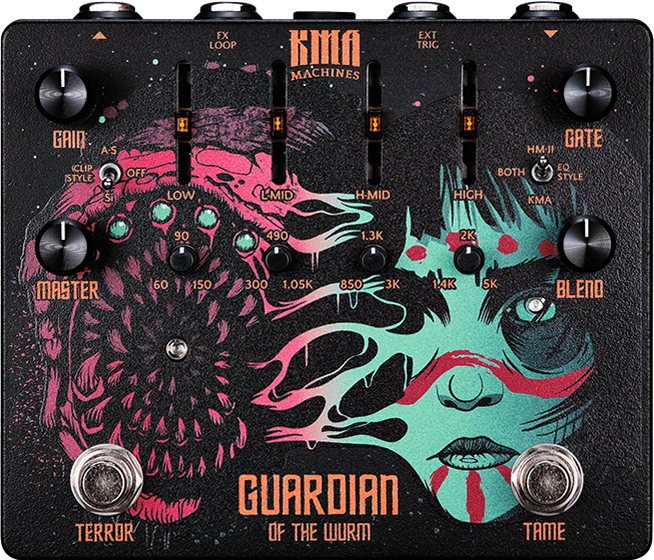 FX
LOOP
KMA
MACHINES
EXT
TRIG
GAIN
GATE
A-S
CLIP
STYLE
OFF
SI
HM-II
BOTH
EQ
STYLE
KMA
LOW
L-MID
H-MID
HIGH
MASTER
90
490
1.3K
2K
BLEND
60 150 300 1.05K 850 3K 1.4K 5K
GUARDIAN
OF THE WURM
TERROR
TAME